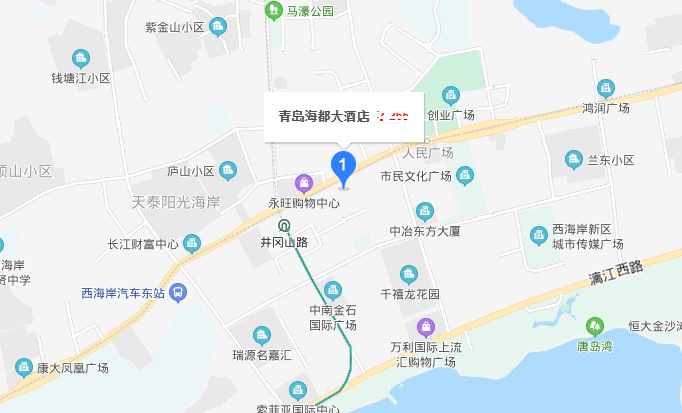 马濠公园
紫金山小区
钱塘江小区
鸿润广场
青岛海都大酒店
创业广场
人民广场
兰东小区
庐山小区
顶山小区
市民文化广场
天泰阳光海岸
永旺购物中心
1
中冶东方大厦
西海岸新区
城市传媒广场
井冈山路
长江财富中心
海岸
贤中学
漓江西路
西海岸汽车东站
千禧龙花园
中南金石
国际广场
恒大金沙滩
唐岛湾
瑞源名嘉汇
万利国际上流
汇购物广场
康大凤凰广场
索菲亚国际中心